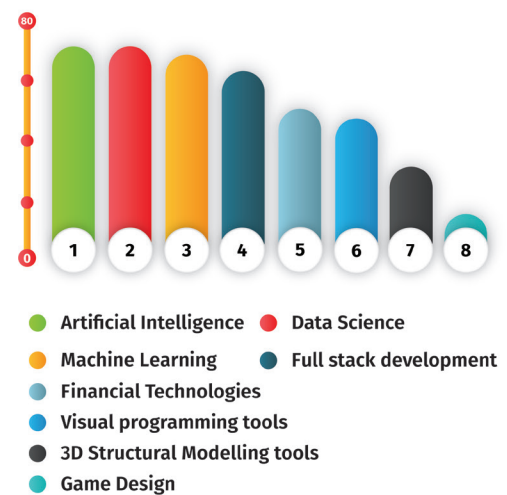 80
0
1 2 3 4 5 6 7 8
Artificial Intelligence Data Science
Machine Learning Full stack development
Financial Technologies
Visual programming tools
3D Structural Modelling tools
Game Design